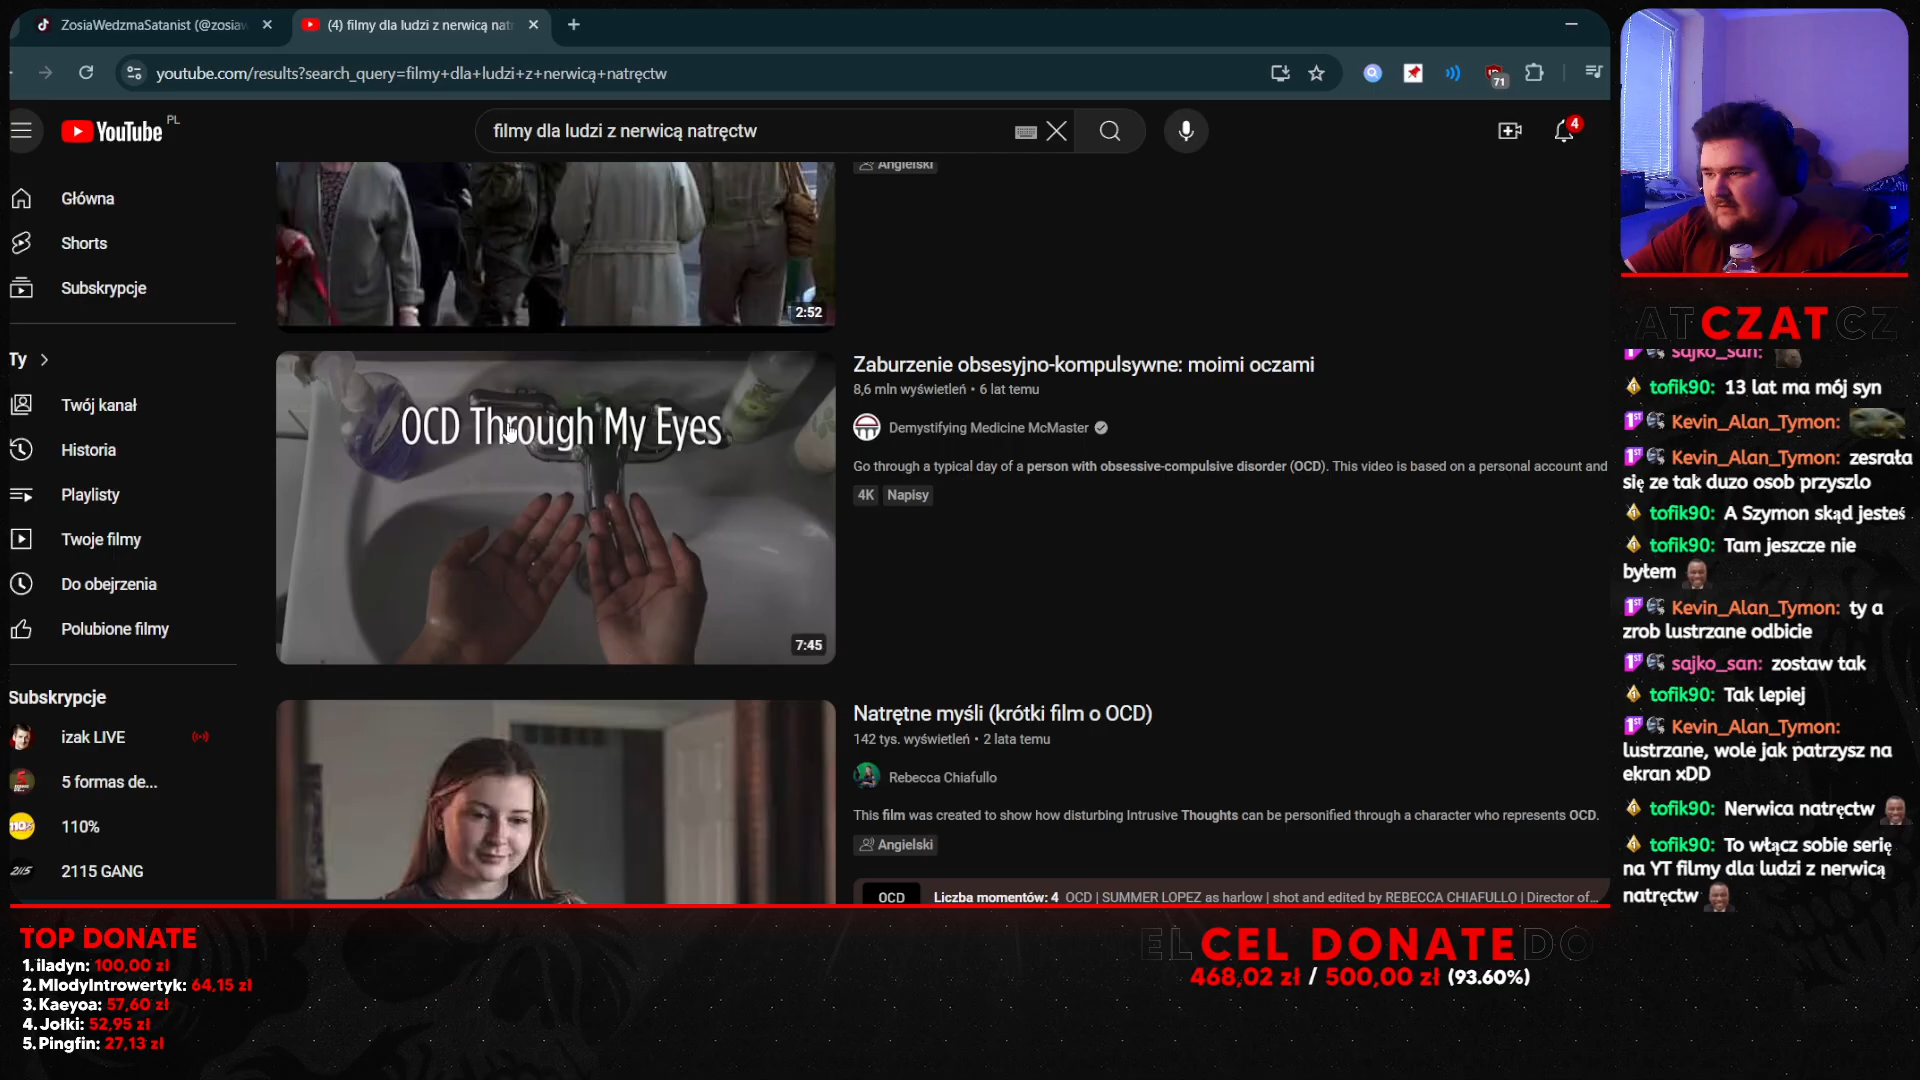 ZosiaWedzmaSatanist (@zosiaw
(4) filmy dla ludzi z nerwicą nat
youtube.com/results?search_query=filmy+dla+ludzi+z+nerwicą+natręctw
71
YouTube PL
filmy dla ludzi z nerwicą natręctw
4
Główna
Shorts
Subskrypcje
Ty
Twój kanał
Historia
Playlisty
Twoje filmy
Do obejrzenia
Polubione filmy
Subskrypcje
izak LIVE
5 formas de...
110%
2115 GANG
Angielski
2:52
OCD Through My Eyes
7:45
Zaburzenie obsesyjno-kompulsywne: moimi oczami
8,6 mln wyświetleń • 6 lat temu
Demystifying Medicine McMaster
Go through a typical day of a person with obsessive-compulsive disorder (OCD). This video is based on a personal account and
4K Napisy
Natrętne myśli (krótki film o OCD)
142 tys. wyświetleń • 2 lata temu
Rebecca Chiafullo
This film was created to show how disturbing Intrusive Thoughts can be personified through a character who represents OCD.
Angielski
OCD Liczba momentów: 4 OCD | SUMMER LOPEZ as harlow | shot and edited by REBECCA CHIAFULLO | Director of...
AT CZAT CZ
sajko_san:
tofik90: 13 lat ma mój syn
Kevin_Alan_Tymon:
Kevin_Alan_Tymon: zesrała
się ze tak duzo osob przyszlo
tofik90: A Szymon skąd jesteś
tofik90: Tam jeszcze nie
byłem
Kevin_Alan_Tymon: ty a
zrob lustrzane odbicie
sajko_san: zostaw tak
tofik90: Tak lepiej
Kevin_Alan_Tymon:
lustrzane, wole jak patrzysz na
ekran xDD
tofik90: Nerwica natręctw
tofik90: To włącz sobie serię
na YT filmy dla ludzi z nerwicą
natręctw
TOP DONATE
1. iladyn: 100,00 zł
2. MlodyIntrowertyk: 64,15 zł
3. Kaeyoa: 57,60 zł
4. Jołki: 52,95 zł
5. Pingfin: 27,13 zł
EL CEL DONATE DO
468,02 zł / 500,00 zł (93.60%)